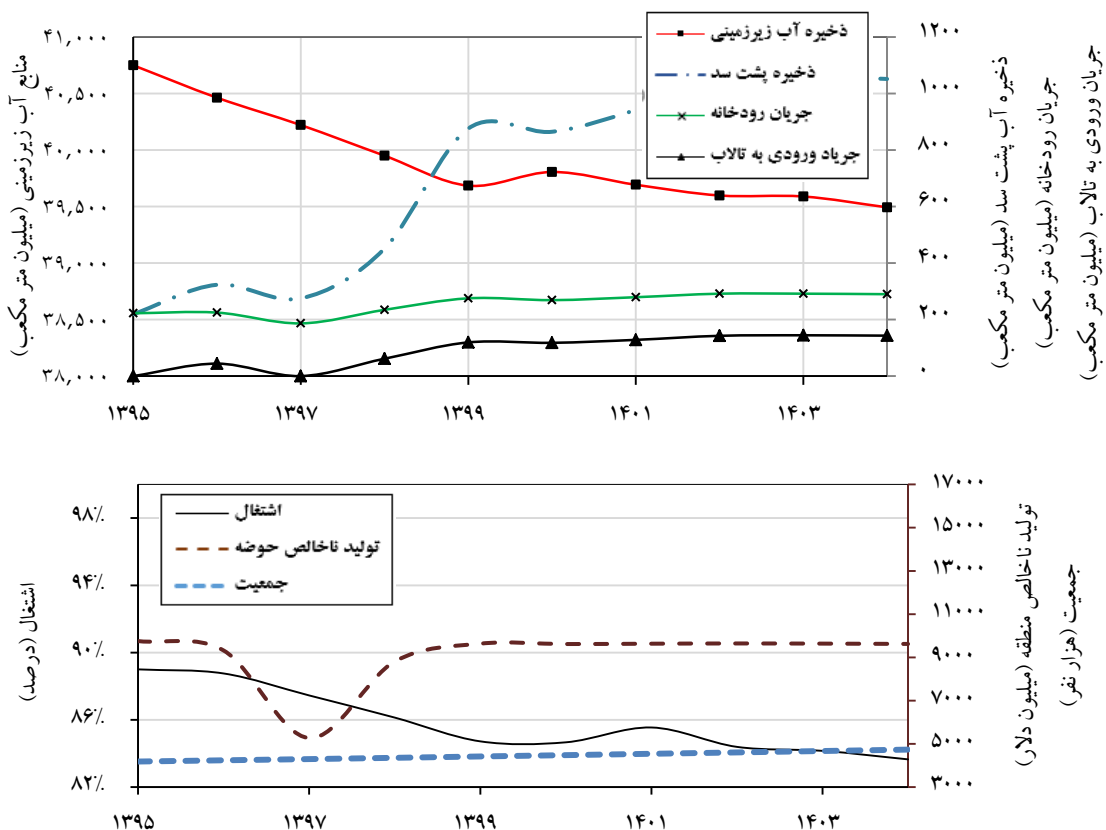 ذخیره آب زیرزمینی
ذخیره پشت سد
جریان رودخانه
جریاد ورودی به تالاب
منابع آب زیرزمینی (میلیون متر مکعب)
۴۱,۰۰۰
۴۰,۵۰۰
۴۰,۰۰۰
۳۹,۵۰۰
۳۹,۰۰۰
۳۸,۵۰۰
۳۸,۰۰۰
۱۲۰۰
۱۰۰۰
۸۰۰
۶۰۰
۴۰۰
۲۰۰
۰
ذخیره آب پشت سد (میلیون متر مکعب)
جریان رودخانه (میلیون متر مکعب)
جریان ورودی به تالاب (میلیون متر مکعب)
۱۳۹۵
۱۳۹۷
۱۳۹۹
۱۴۰۱
۱۴۰۳
اشتغال
تولید ناخالص حوضه
جمعیت
اشتغال (درصد)
۹۸٪
۹۴٪
۹۰٪
۸۶٪
۸۲٪
۱۷۰۰۰
۱۵۰۰۰
۱۳۰۰۰
۱۱۰۰۰
۹۰۰۰
۷۰۰۰
۵۰۰۰
۳۰۰۰
تولید ناخالص منطقه (میلیون دلار)
جمعیت (هزار نفر)
۱۳۹۵
۱۳۹۷
۱۳۹۹
۱۴۰۱
۱۴۰۳